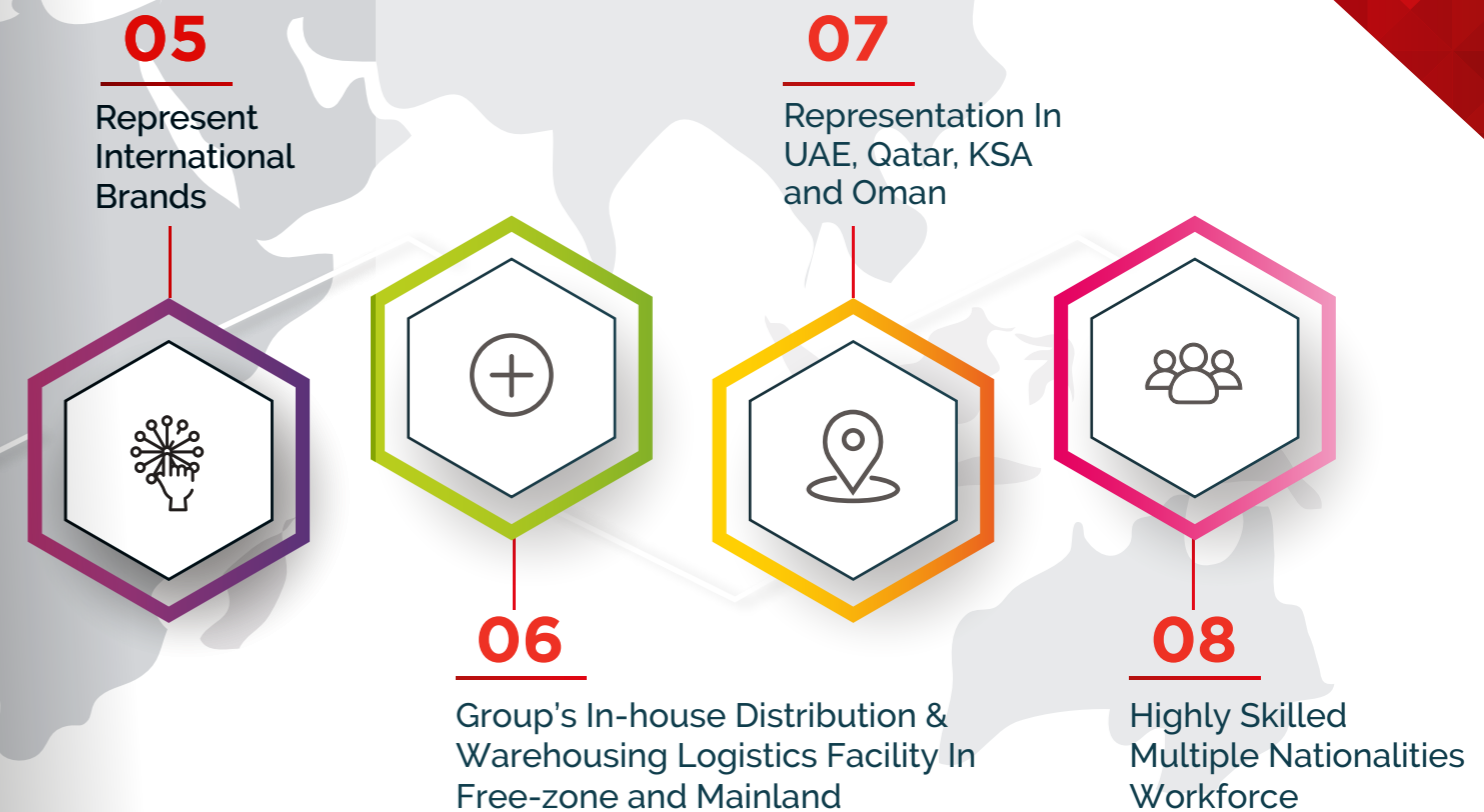 05
Represent
International
Brands
06
Group’s In-house Distribution &
Warehousing Logistics Facility In
Free-zone and Mainland
07
Representation In
UAE, Qatar, KSA
and Oman
08
Highly Skilled
Multiple Nationalities
Workforce